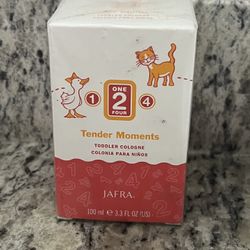 ONE
1 2 4
FOUR
Tender Moments
TODDLER COLOGNE
COLONIA PARA NIÑOS
JAFRA.
100 ml e 3.3 FL OZ (US)